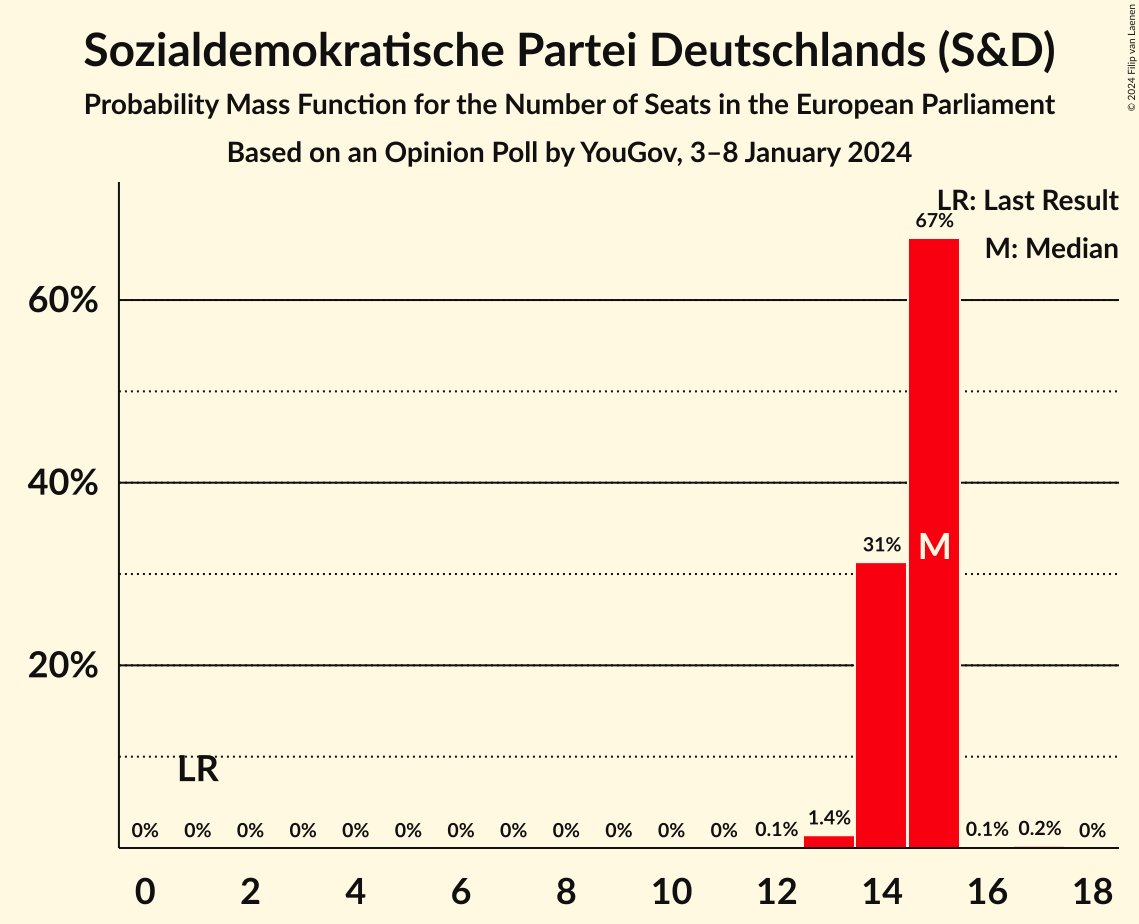 Sozialdemokratische Partei Deutschlands (S&D)
Probability Mass Function for the Number of Seats in the European Parliament
Based on an Opinion Poll by YouGov, 3–8 January 2024
© 2024 Filip van Laenen
LR: Last Result
M: Median
67%
60%
40%
31%
M
20%
LR
0% 0% 0% 0% 0% 0% 0% 0% 0% 0% 0% 0% 0.1% 1.4% 0.1% 0.2% 0%
0 2 4 6 8 10 12 14 16 18